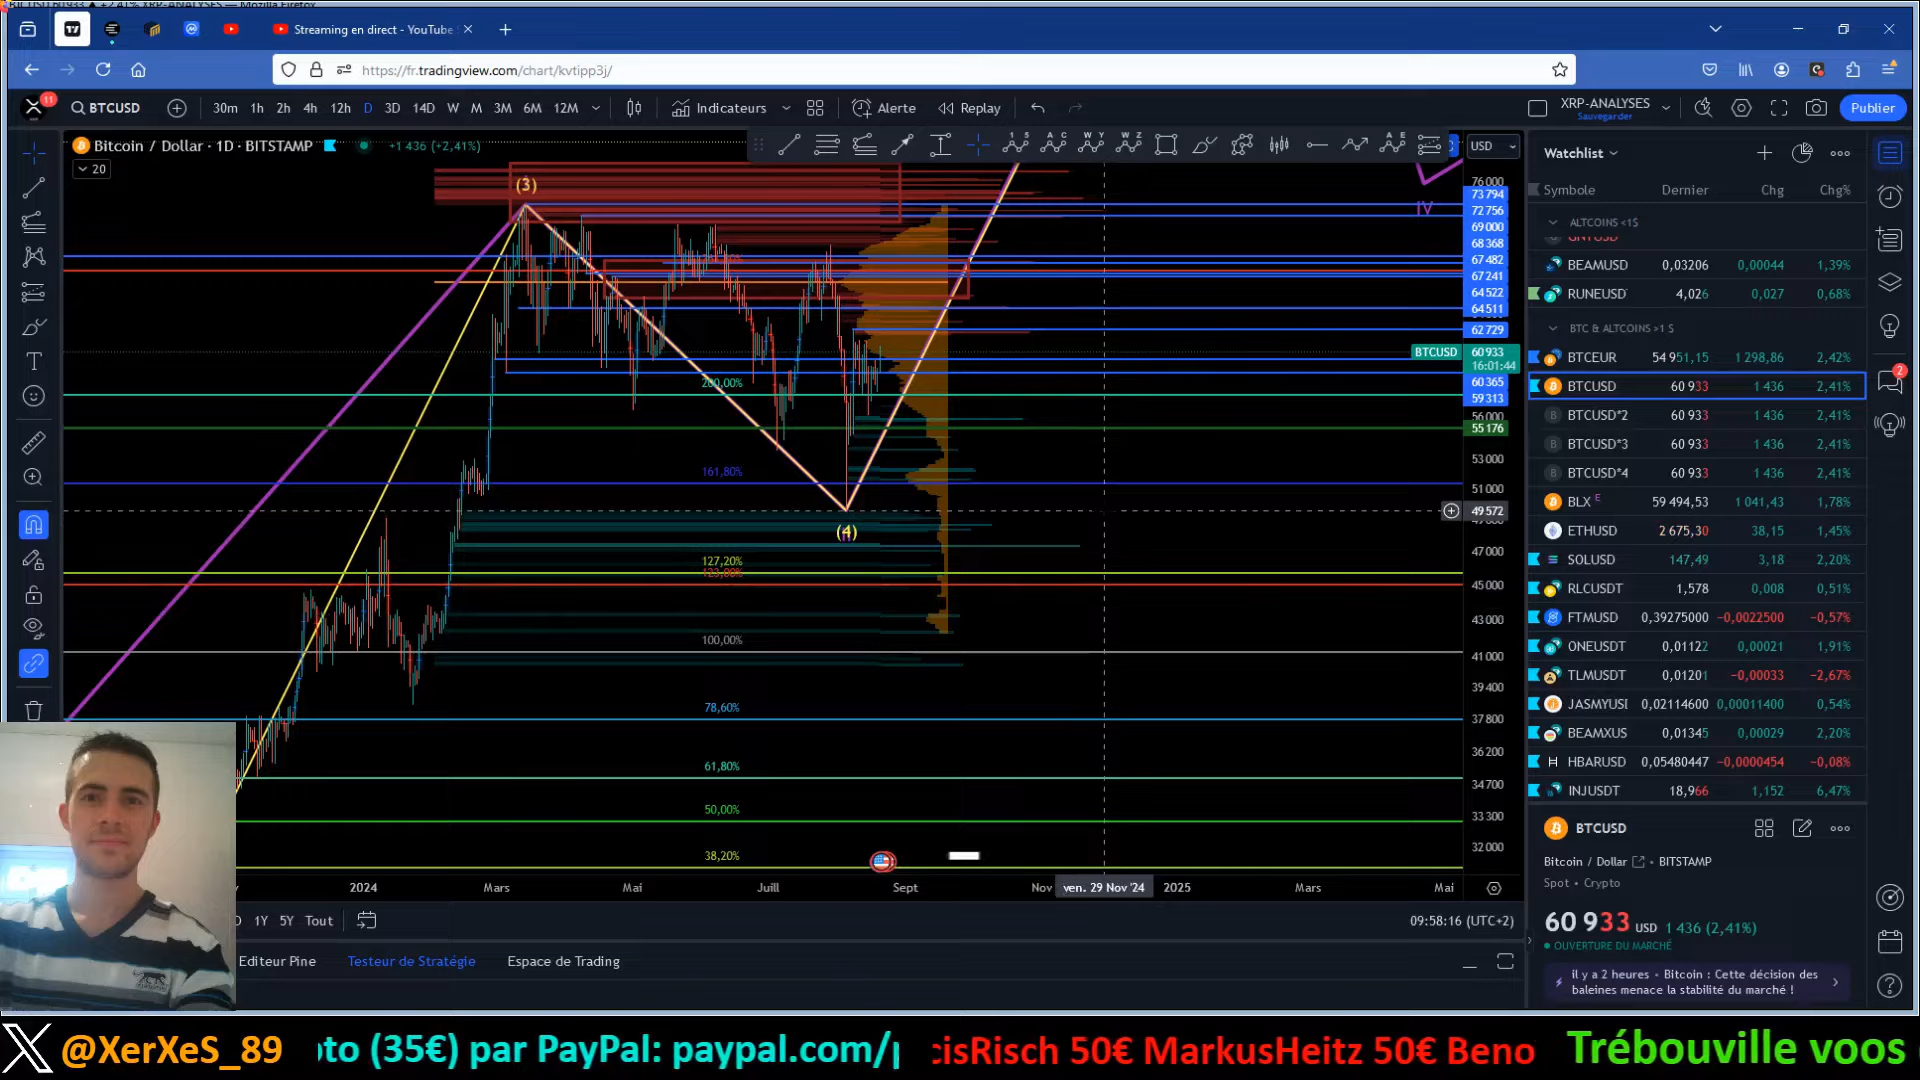 BTCUSD 60 933 ▲ +2.41% XRP-ANALYSES — Mozilla Firefox
Streaming en direct - YouTube
https://fr.tradingview.com/chart/kvtipp3j/
11
BTCUSD
30m 1h 2h 4h 12h D 3D 14D W M 3M 6M 12M
Indicateurs
Alerte
Replay
XRP-ANALYSES
Sauvegarder
Publier
Bitcoin / Dollar · 1D · BITSTAMP
+1 436 (+2,41%)
20
USD
(3)
IV
(4)
200,00%
161,80%
127,20%
100,00%
78,60%
61,80%
50,00%
38,20%
76 000
73 794
72 756
69 000
68 368
67 482
67 241
64 522
64 511
62 729
BTCUSD 60 933
16:01:44
60 365
59 313
56 000
55 176
53 000
51 000
49 572
47 000
45 000
43 000
41 000
39 400
37 800
36 200
34 700
33 300
32 000
2024 Mars Mai Juill Sept Nov ven. 29 Nov '24 2025 Mars Mai
1Y 5Y Tout
09:58:16 (UTC+2)
Editeur Pine Testeur de Stratégie Espace de Trading
Watchlist
Symbole Dernier Chg Chg%
ALTCOINS <1$
BEAMUSD 0,03206 0,00044 1,39%
RUNEUSD 4,026 0,027 0,68%
BTC & ALTCOINS >1 $
BTCEUR 54 951,15 1 298,86 2,42%
BTCUSD 60 933 1 436 2,41%
BTCUSD*2 60 933 1 436 2,41%
BTCUSD*3 60 933 1 436 2,41%
BTCUSD*4 60 933 1 436 2,41%
BLX E 59 494,53 1 041,43 1,78%
ETHUSD 2 675,30 38,15 1,45%
SOLUSD 147,49 3,18 2,20%
RLCUSDT 1,578 0,008 0,51%
FTMUSD 0,39275000 −0,0022500 −0,57%
ONEUSDT 0,01122 0,00021 1,91%
TLMUSDT 0,01201 −0,00033 −2,67%
JASMYUSI 0,02114600 0,00011400 0,54%
BEAMXUS 0,01345 0,00029 2,20%
HBARUSD 0,05480447 −0,0000454 −0,08%
INJUSDT 18,966 1,152 6,47%
BTCUSD
Bitcoin / Dollar • BITSTAMP
Spot • Crypto
60 933 USD 1 436 (2,41%)
OUVERTURE DU MARCHÉ
il y a 2 heures • Bitcoin : Cette décision des
baleines menace la stabilité du marché !
2
@XerXeS_89
pto (35€) par PayPal: paypal.com/p
cisRisch 50€ MarkusHeitz 50€ Beno
Trébouville voos